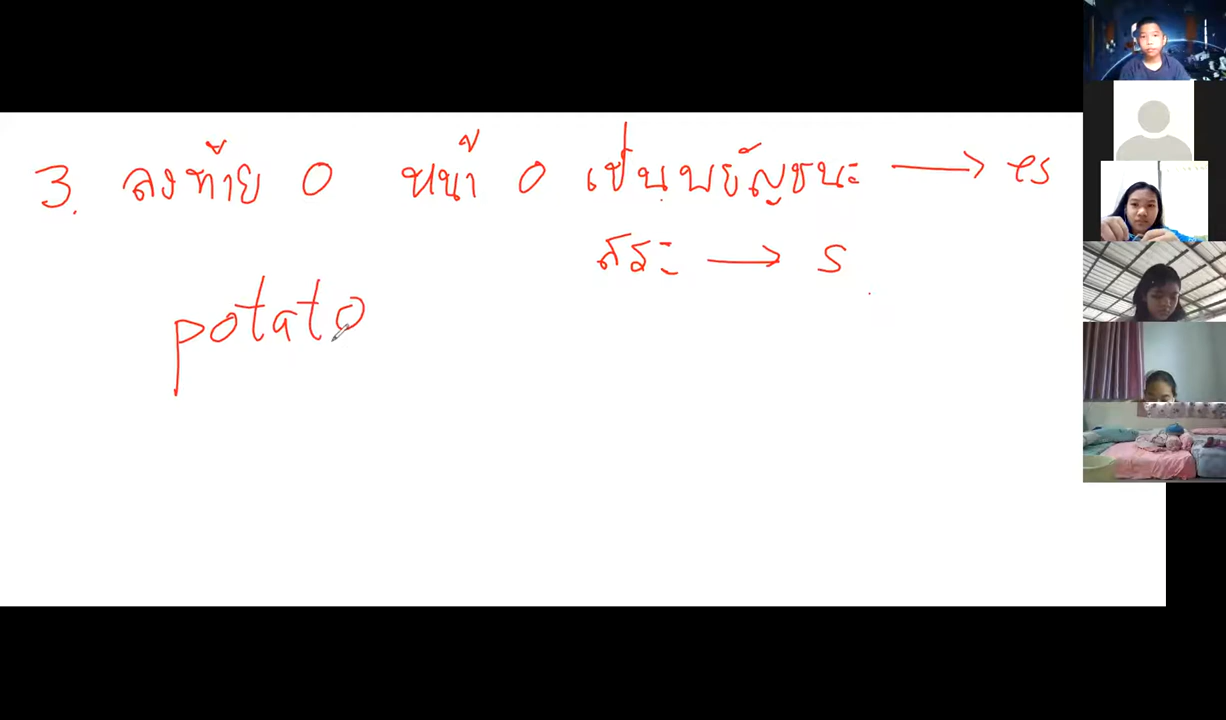 3. ลงท้าย o หน้า o เป็นพยัญชนะ → es
สระ → s
potato